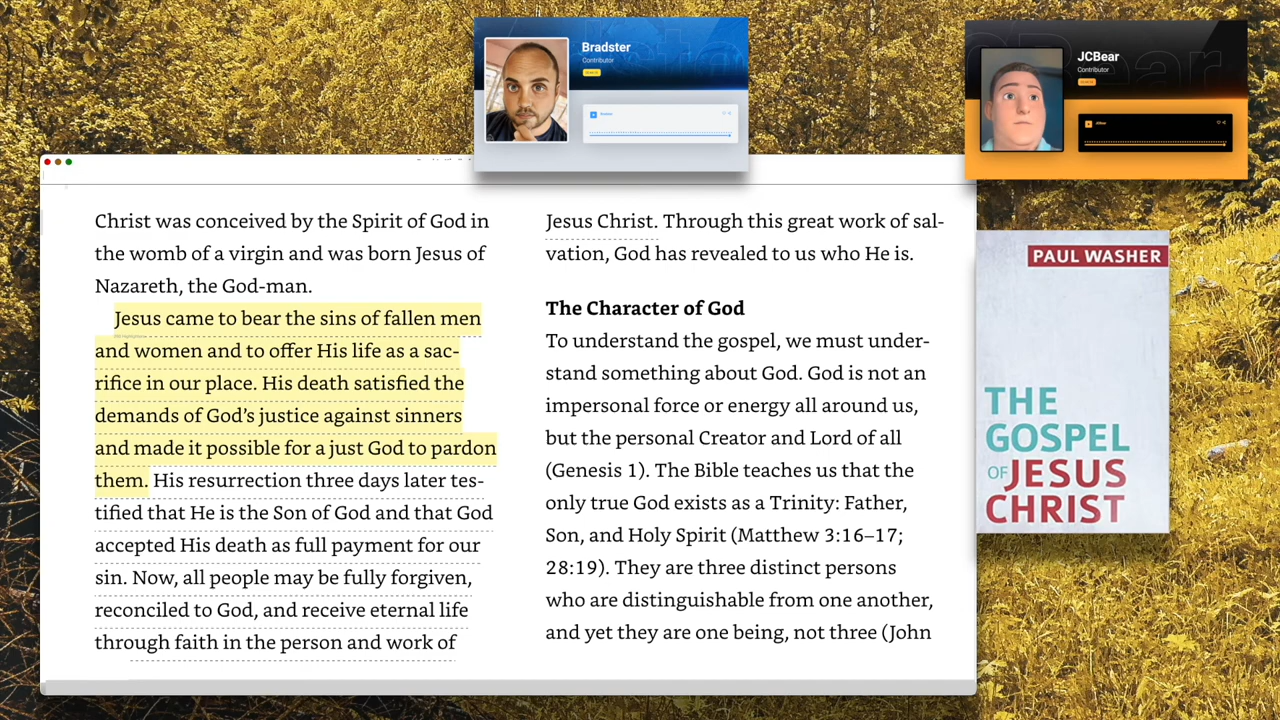 Bradster
Contributor
JCBear
Contributor
Christ was conceived by the Spirit of God in
the womb of a virgin and was born Jesus of
Nazareth, the God-man.
Jesus came to bear the sins of fallen men
and women and to offer His life as a sac-
rifice in our place. His death satisfied the
demands of God’s justice against sinners
and made it possible for a just God to pardon
them. His resurrection three days later tes-
tified that He is the Son of God and that God
accepted His death as full payment for our
sin. Now, all people may be fully forgiven,
reconciled to God, and receive eternal life
through faith in the person and work of
Jesus Christ. Through this great work of sal-
vation, God has revealed to us who He is.
The Character of God
To understand the gospel, we must under-
stand something about God. God is not an
impersonal force or energy all around us,
but the personal Creator and Lord of all
(Genesis 1). The Bible teaches us that the
only true God exists as a Trinity: Father,
Son, and Holy Spirit (Matthew 3:16–17;
28:19). They are three distinct persons
who are distinguishable from one another,
and yet they are one being, not three (John
PAUL WASHER
THE
GOSPEL
OF JESUS
CHRIST